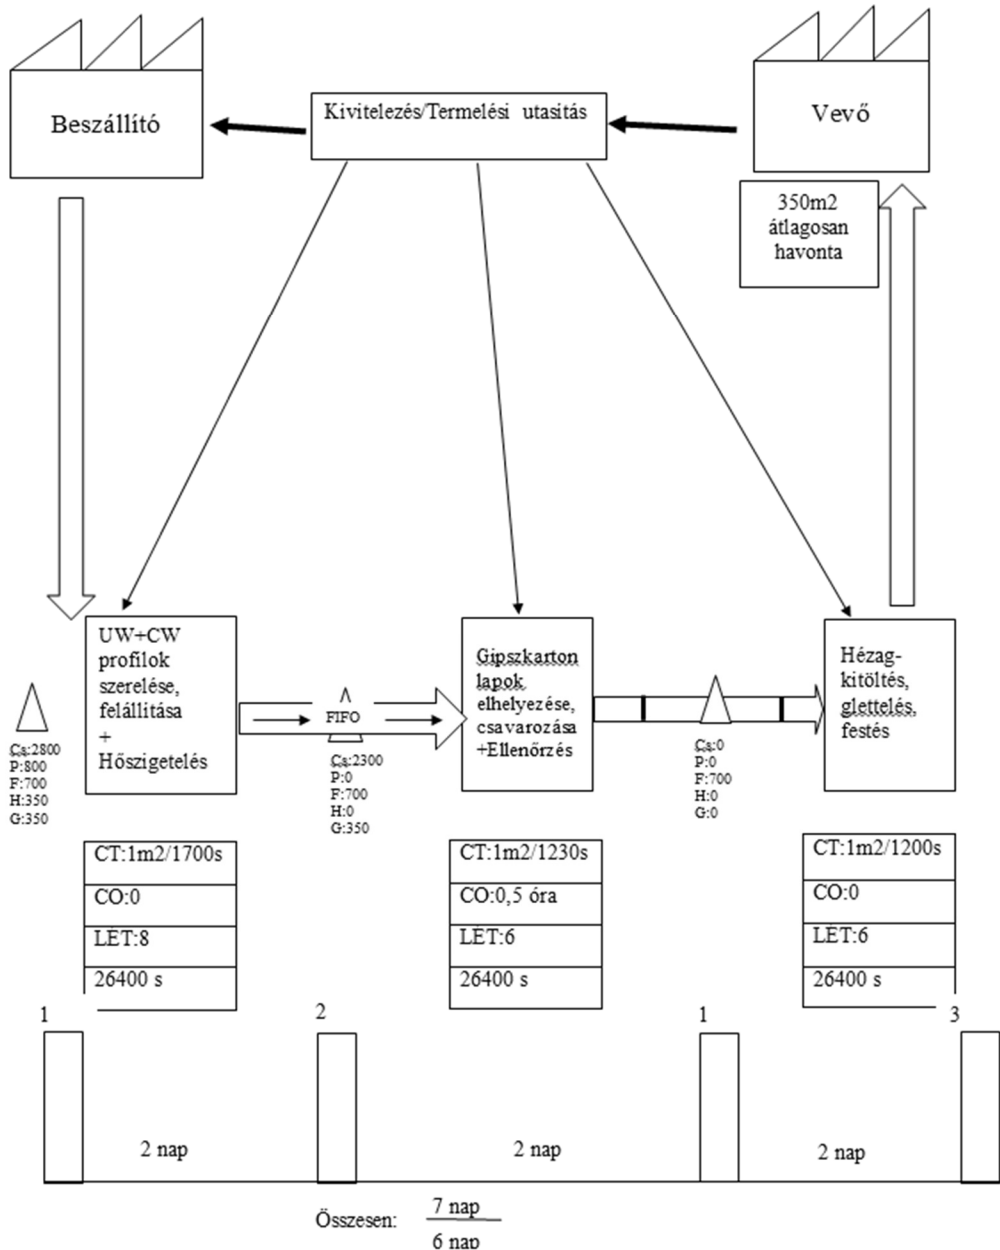 Beszállító
Kivitelezés/Termelési utasítás
Vevő
350m2
átlagosan
havonta
UW+CW
profilok
szerelése,
felállítása
+
Hőszigetelés
FIFO
Gipszkarton
lapok
elhelyezése,
csavarozása
+Ellenőrzés
Hézag-
kitöltés,
glettelés,
festés
Cs:2800
P:800
F:700
H:350
G:350
Cs:2300
P:0
F:700
H:0
G:350
Cs:0
P:0
F:700
H:0
G:0
CT:1m2/1700s
CO:0
LÉT:8
26400 s
CT:1m2/1230s
CO:0,5 óra
LÉT:6
26400 s
CT:1m2/1200s
CO:0
LÉT:6
26400 s
1
2
1
3
2 nap
2 nap
2 nap
Összesen:
7 nap
6 nap